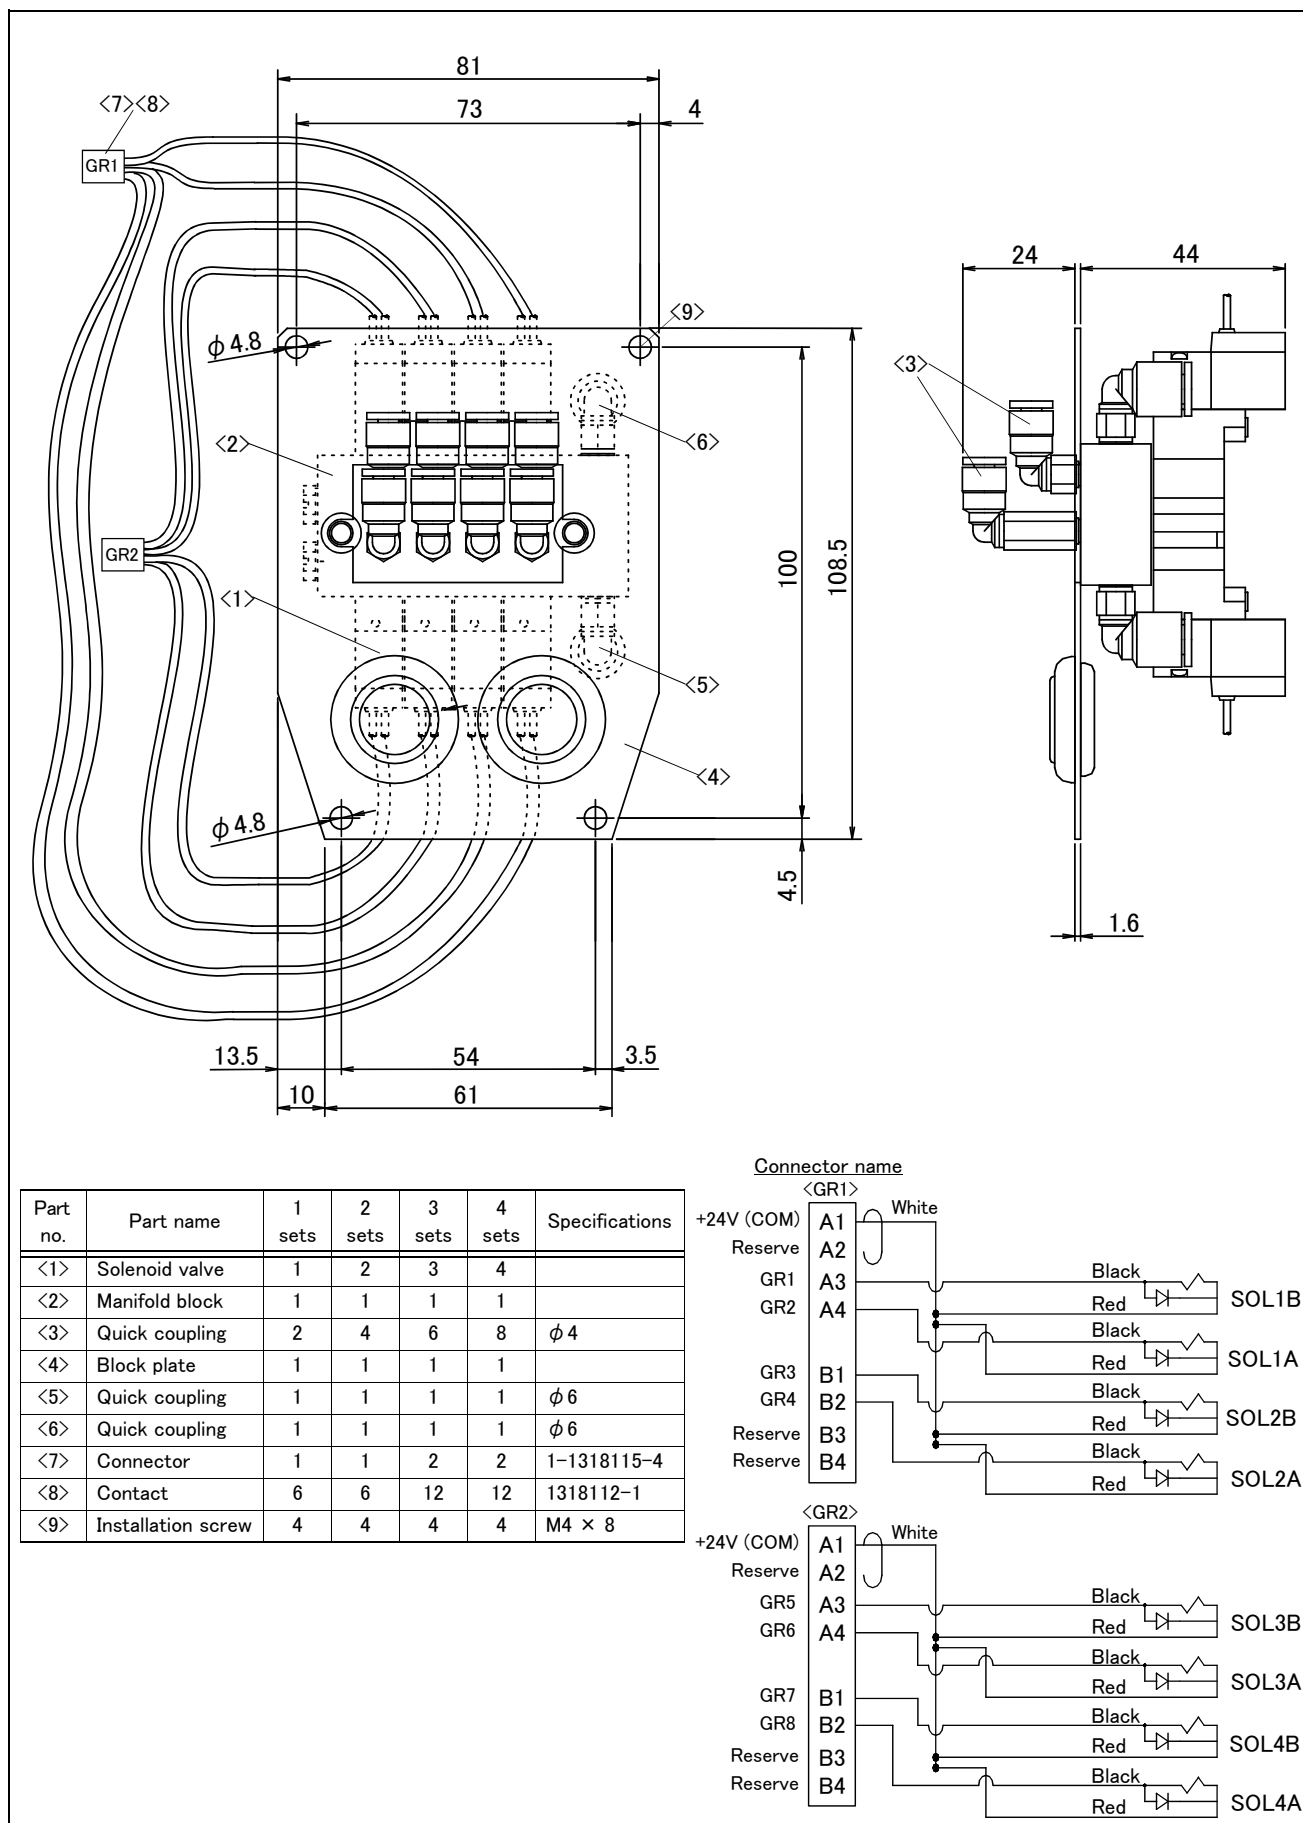 81
<7><8>
73
4
GR1
24
44
<9>
φ4.8
<3>
<2>
<6>
GR2
100
108.5
<1>
<5>
<4>
φ4.8
4.5
1.6
13.5
54
3.5
10
61
Part no. Part name 1 sets 2 sets 3 sets 4 sets Specifications
<1> Solenoid valve 1 2 3 4
<2> Manifold block 1 1 1 1
<3> Quick coupling 2 4 6 8 φ4
<4> Block plate 1 1 1 1
<5> Quick coupling 1 1 1 1 φ6
<6> Quick coupling 1 1 1 1 φ6
<7> Connector 1 1 2 2 1-1318115-4
<8> Contact 6 6 12 12 1318112-1
<9> Installation screw 4 4 4 4 M4 × 8
Connector name
<GR1>
+24V (COM) A1 White
Reserve A2
GR1 A3 Black
Red SOL1B
GR2 A4 Black
Red SOL1A
GR3 B1 Black
Red SOL2B
GR4 B2 Black
Red SOL2A
Reserve B3
Reserve B4
<GR2>
+24V (COM) A1 White
Reserve A2
GR5 A3 Black
Red SOL3B
GR6 A4 Black
Red SOL3A
GR7 B1 Black
Red SOL4B
GR8 B2 Black
Red SOL4A
Reserve B3
Reserve B4